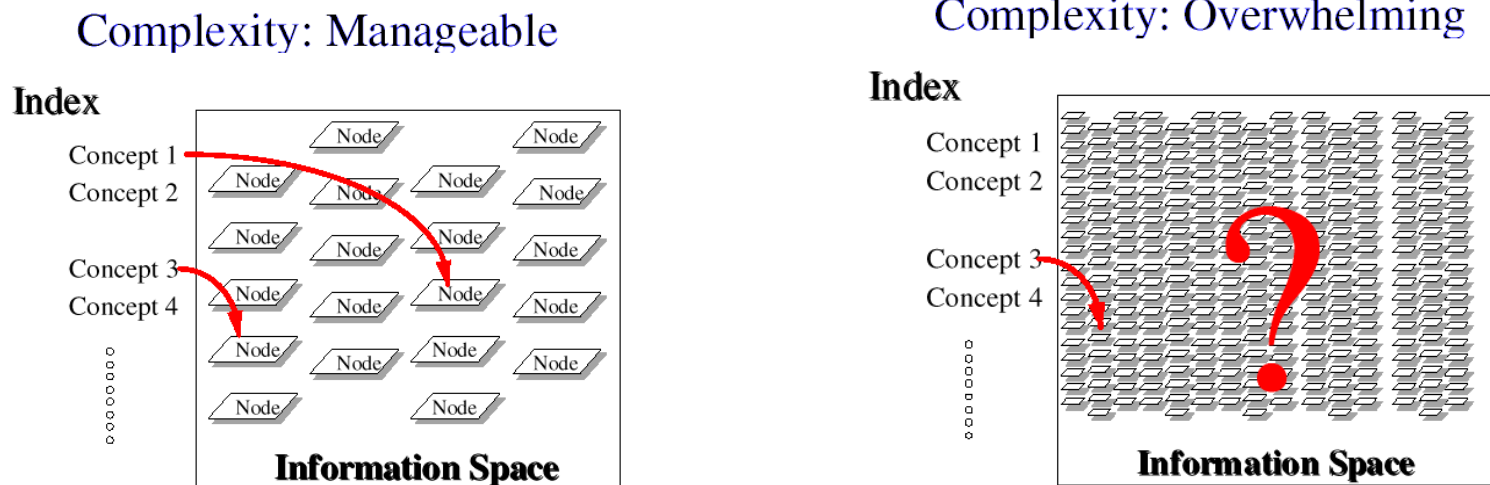 Complexity: Manageable
Index
Concept 1
Concept 2
Concept 3
Concept 4
Node Node
Node Node
Node Node
Node Node
Node Node
Node Node
Node Node
Node Node
Node Node
Node Node
Information Space
Complexity: Overwhelming
Index
Concept 1
Concept 2
Concept 3
Concept 4
?
Information Space